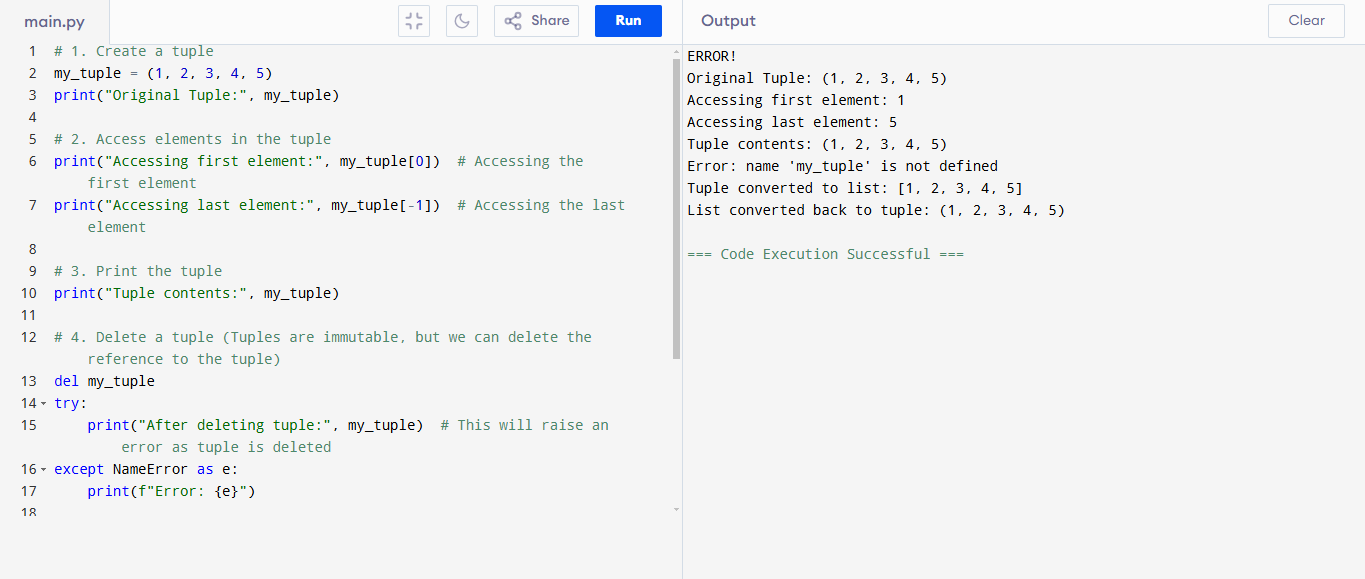 main.py
Share
Run
Output
Clear
1 # 1. Create a tuple
2 my_tuple = (1, 2, 3, 4, 5)
3 print("Original Tuple:", my_tuple)
4
5 # 2. Access elements in the tuple
6 print("Accessing first element:", my_tuple[0])  # Accessing the
first element
7 print("Accessing last element:", my_tuple[-1])  # Accessing the last
element
8
9 # 3. Print the tuple
10 print("Tuple contents:", my_tuple)
11
12 # 4. Delete a tuple (Tuples are immutable, but we can delete the
reference to the tuple)
13 del my_tuple
14 try:
15     print("After deleting tuple:", my_tuple)  # This will raise an
error as tuple is deleted
16 except NameError as e:
17     print(f"Error: {e}")
18
ERROR!
Original Tuple: (1, 2, 3, 4, 5)
Accessing first element: 1
Accessing last element: 5
Tuple contents: (1, 2, 3, 4, 5)
Error: name 'my_tuple' is not defined
Tuple converted to list: [1, 2, 3, 4, 5]
List converted back to tuple: (1, 2, 3, 4, 5)
=== Code Execution Successful ===